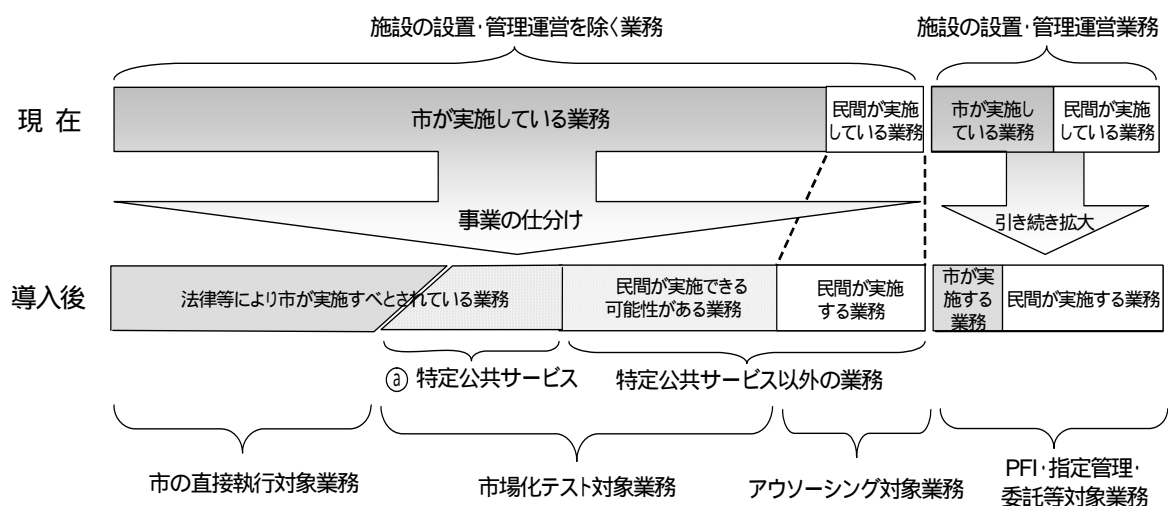 施設の設置・管理運営を除く業務
施設の設置・管理運営業務
現 在
市が実施している業務
民間が実施
している業務
市が実施し
ている業務
民間が実施
している業務
事業の仕分け
引き続き拡大
導入後
法律等により市が実施すべとされている業務
民間が実施できる
可能性がある業務
民間が実施
する業務
市が実
施する
業務
民間が実施する業務
ⓐ 特定公共サービス
特定公共サービス以外の業務
市の直接執行対象業務
市場化テスト対象業務
アウソーシング対象業務
PFI・指定管理・
委託等対象業務